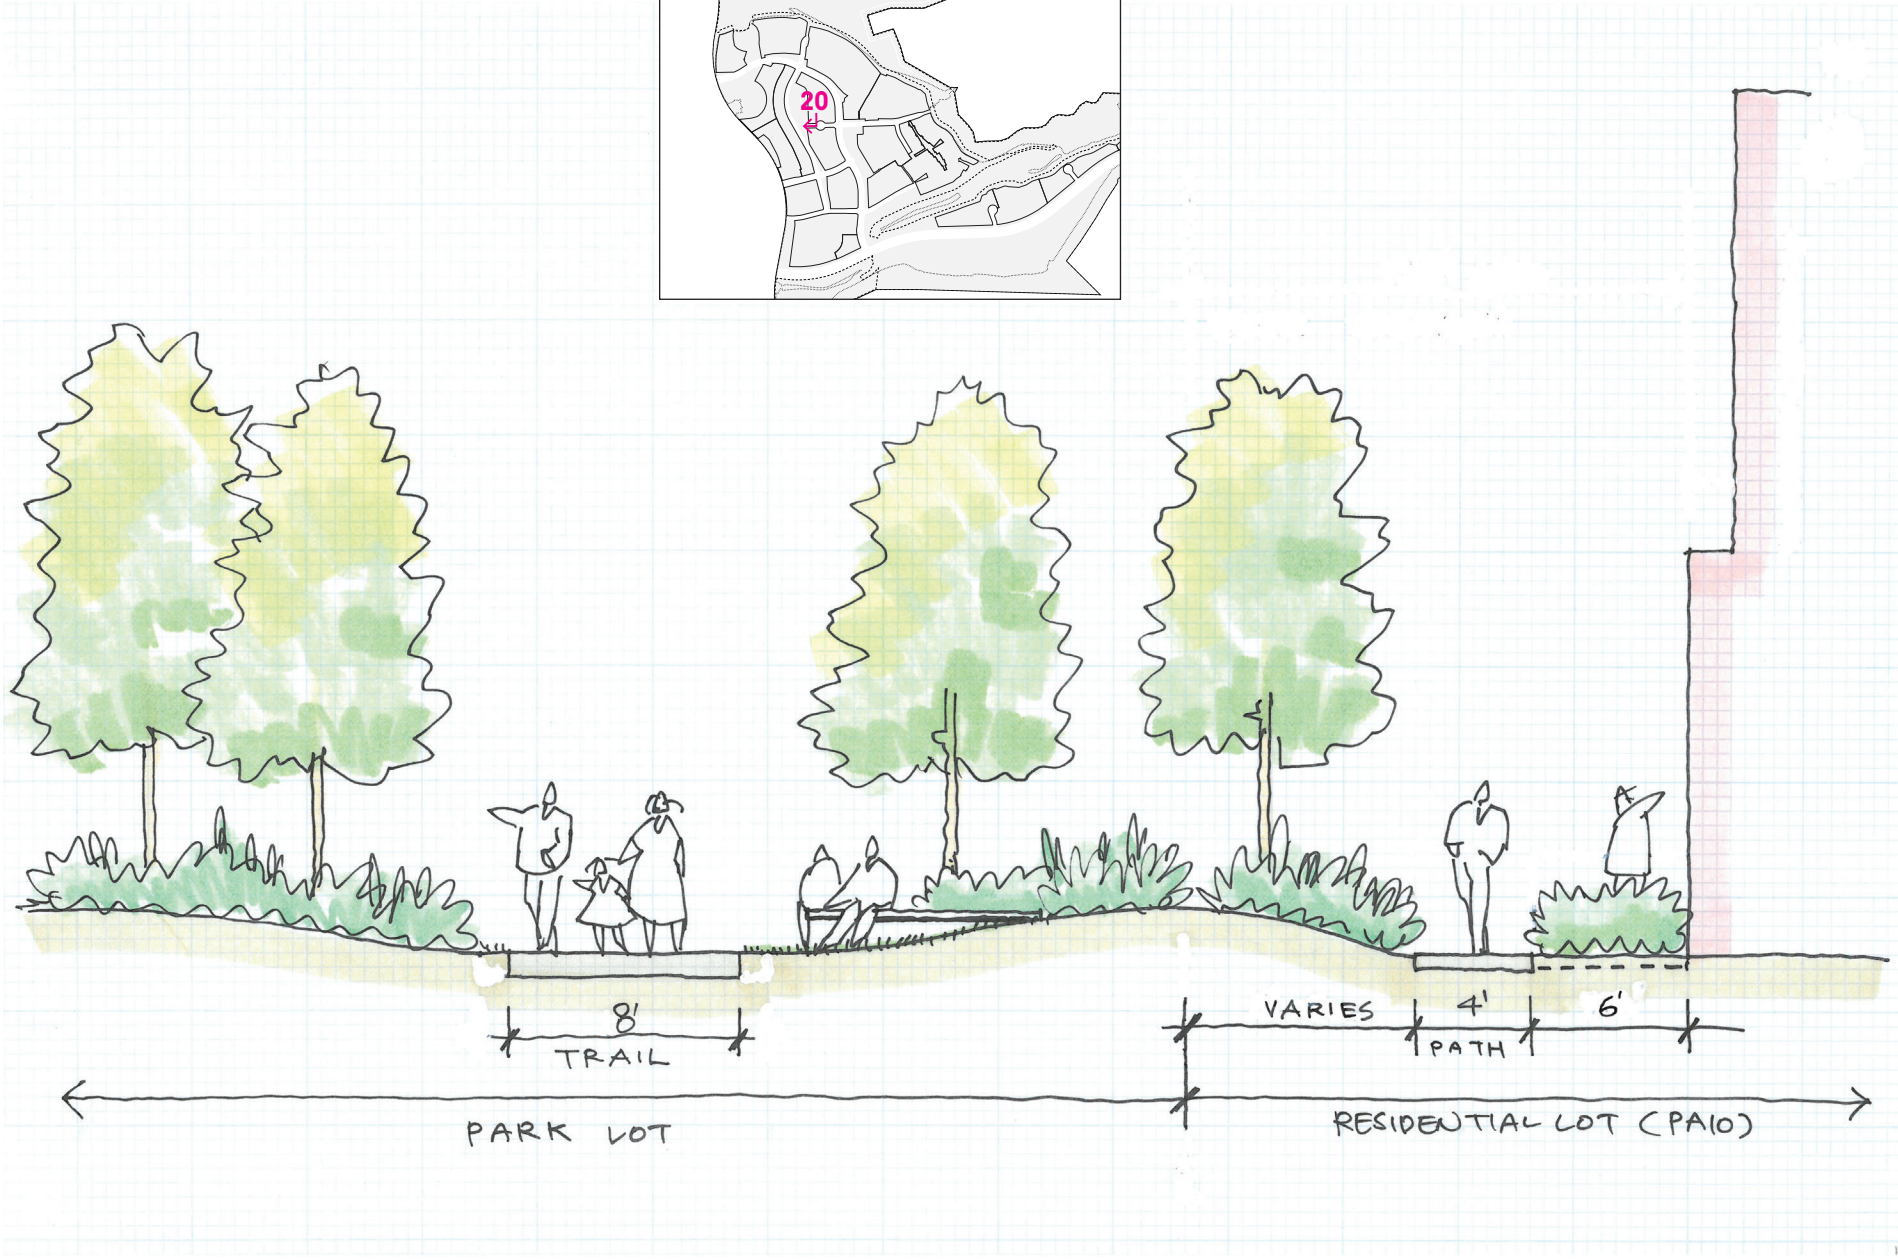 20
8'
TRAIL
VARIES
4'
PATH
6'
PARK LOT
RESIDENTIAL LOT (PA10)